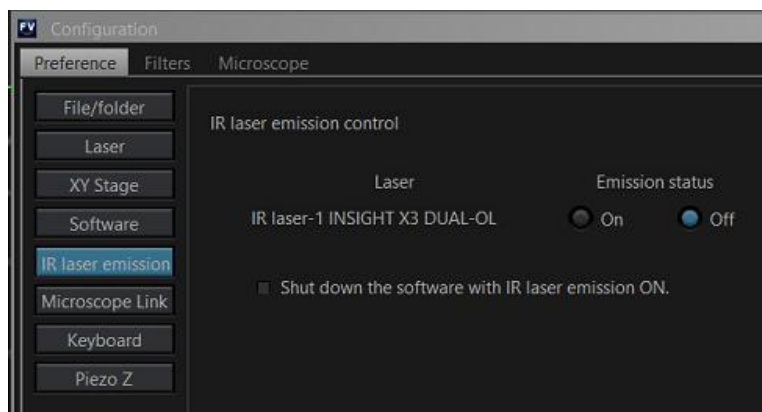 FV Configuration
Preference Filters Microscope
File/folder
Laser
XY Stage
Software
IR laser emission
Microscope Link
Keyboard
Piezo Z
IR laser emission control
Laser Emission status
IR laser-1 INSIGHT X3 DUAL-OL On Off
Shut down the software with IR laser emission ON.